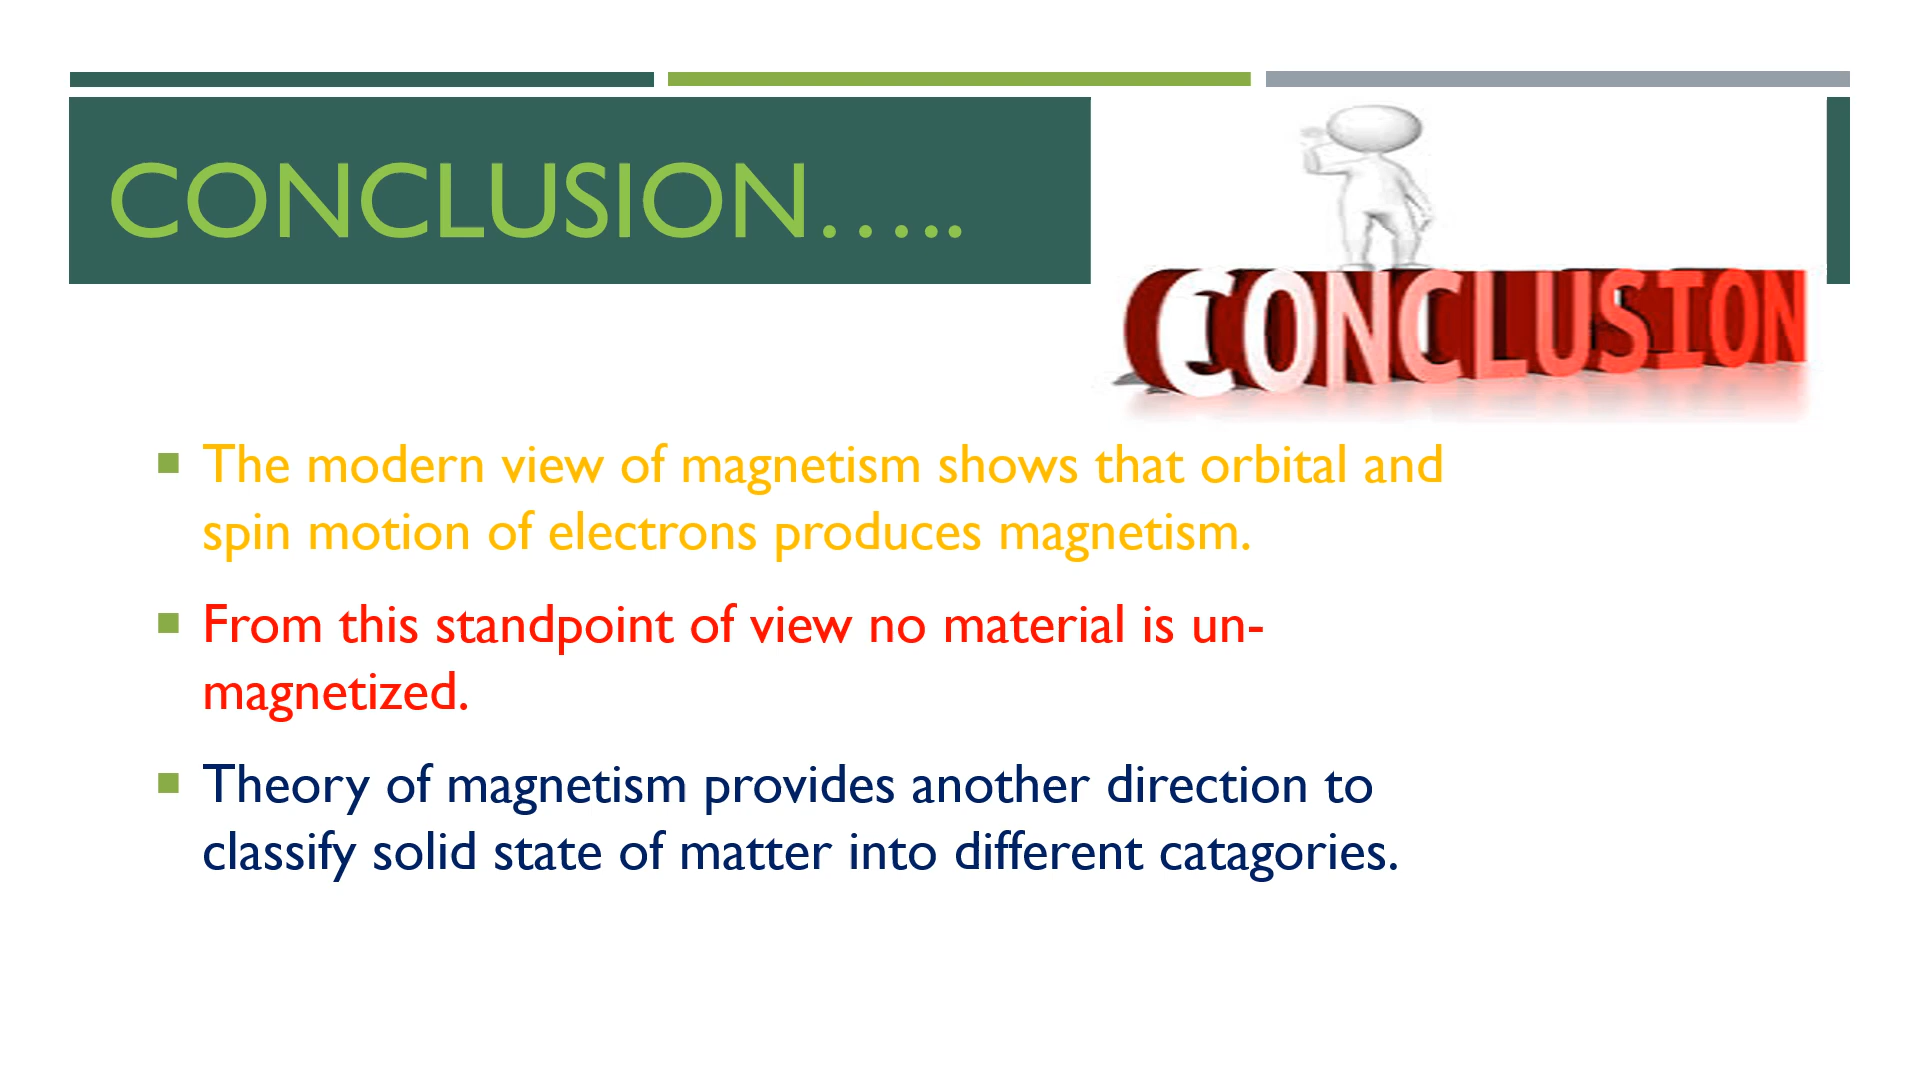 CONCLUSION…..
CONCLUSION
▪ The modern view of magnetism shows that orbital and
spin motion of electrons produces magnetism.
▪ From this standpoint of view no material is un-
magnetized.
▪ Theory of magnetism provides another direction to
classify solid state of matter into different catagories.